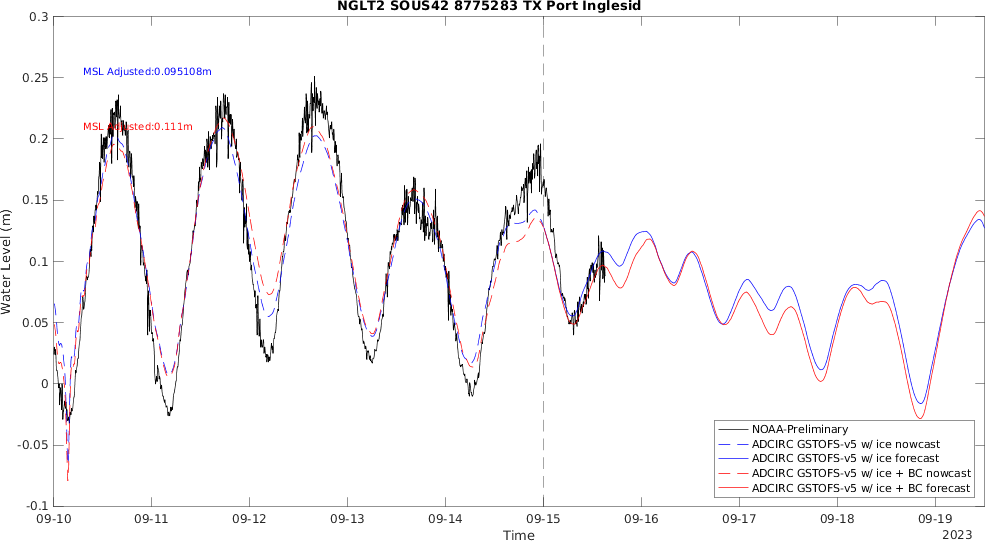 NGLT2 SOUS42 8775283 TX Port Inglesid
0.3
0.25
0.2
0.15
0.1
0.05
0
-0.05
-0.1
Water Level (m)
MSL Adjusted:0.095108m
MSL Adjusted:0.111m
NOAA-Preliminary
ADCIRC GSTOFS-v5 w/ ice nowcast
ADCIRC GSTOFS-v5 w/ ice forecast
ADCIRC GSTOFS-v5 w/ ice + BC nowcast
ADCIRC GSTOFS-v5 w/ ice + BC forecast
09-10 09-11 09-12 09-13 09-14 09-15 09-16 09-17 09-18 09-19
Time
2023